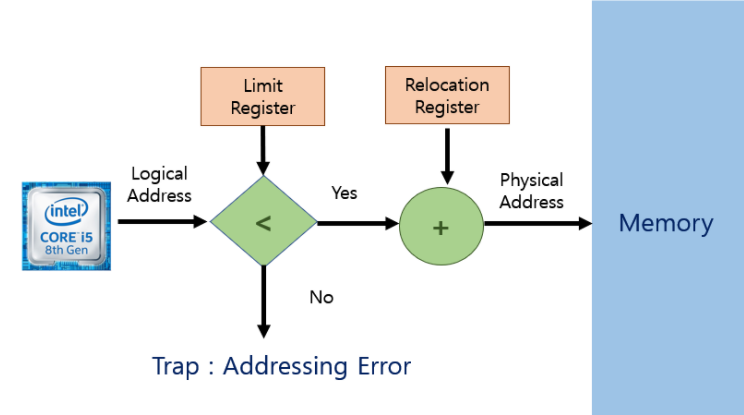 Limit
Register
Relocation
Register
Logical
Address
Yes
Physical
Address
(intel)
CORE i5
8th Gen
<
+
Memory
No
Trap : Addressing Error